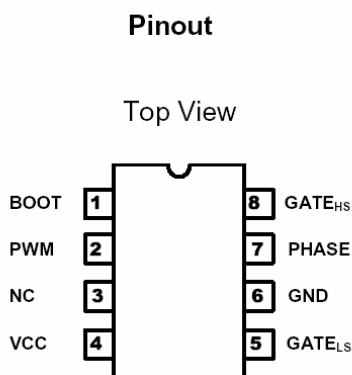 Pinout
Top View
BOOT 1 8 GATEHS
PWM 2 7 PHASE
NC 3 6 GND
VCC 4 5 GATELS